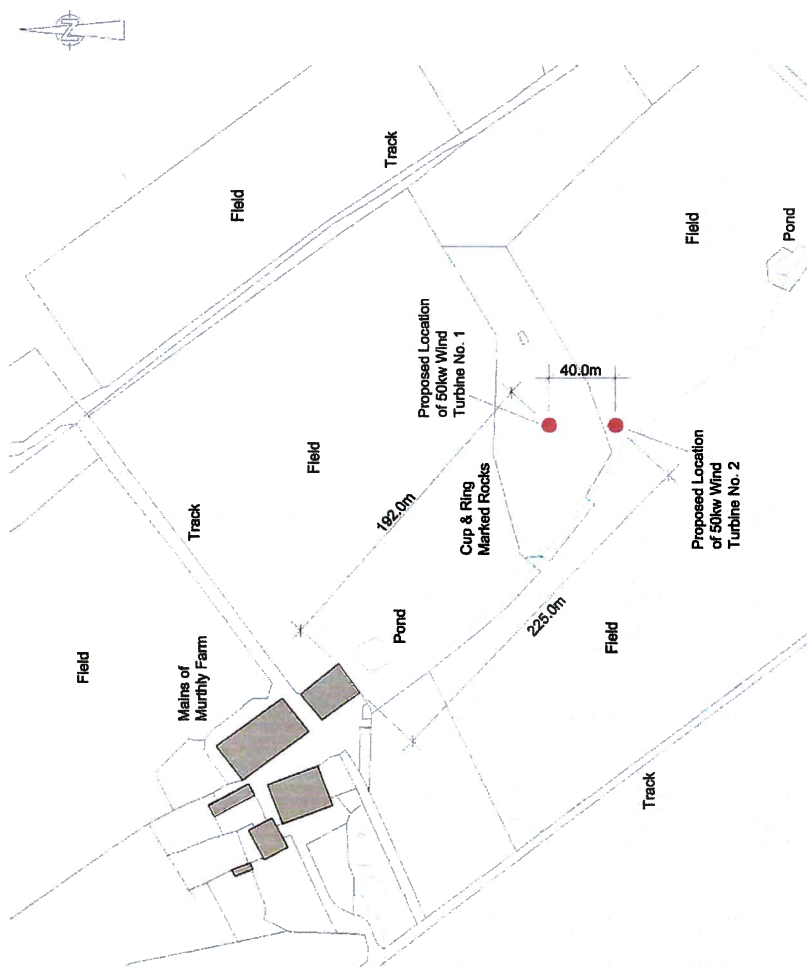 N
Field
Track
Field
Track
Field
Mains of
Murthly Farm
Proposed Location
of 50kw Wind
Turbine No. 1
Field
Pond
40.0m
192.0m
Cup & Ring
Marked Rocks
Pond
Proposed Location
of 50kw Wind
Turbine No. 2
225.0m
Field
Track